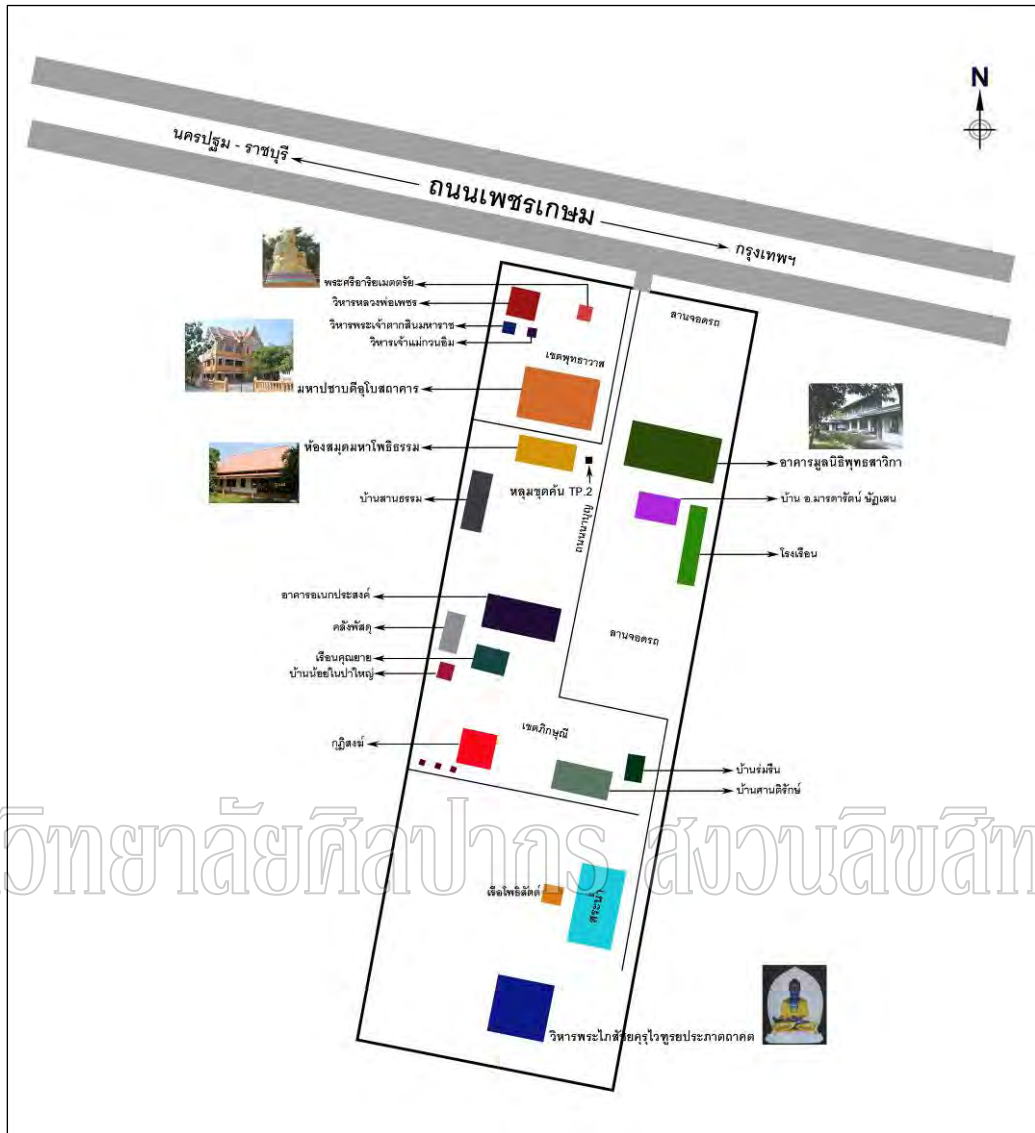 N
นครปฐม - ราชบุรี
ถนนเพชรเกษม
กรุงเทพฯ
พระศรีอาริยเมตตรัย
วิหารหลวงพ่อเพชร
วิหารพระเจ้าตากสินมหาราช
วิหารเจ้าแม่กวนอิม
ลานจอดรถ
เขตพุทธาวาส
มหาปชาบดีอุโบสถาคาร
ห้องสมุดมหาโพธิธรรม
อาคารมูลนิธิพุทธสาวิกา
หลุมขุดค้น TP.2
บ้านสานธรรม
บ้าน อ.มารดารัตน์ ษัฏเสน
ถนนนาบุญ
โรงเรือน
อาคารอเนกประสงค์
คลังพัสดุ
ลานจอดรถ
เรือนคุณยาย
บ้านน้อยในป่าใหญ่
เขตภิกษุณี
กุฏิสงฆ์
บ้านร่มรื่น
บ้านศานติรักษ์
วิทยาลัยศิลปากร สงวนลิขสิท
เรือโพธิสัตต์
สระน้ำ
วิหารพระไภสัชยคุรุไวฑูรยประภาตถาคต